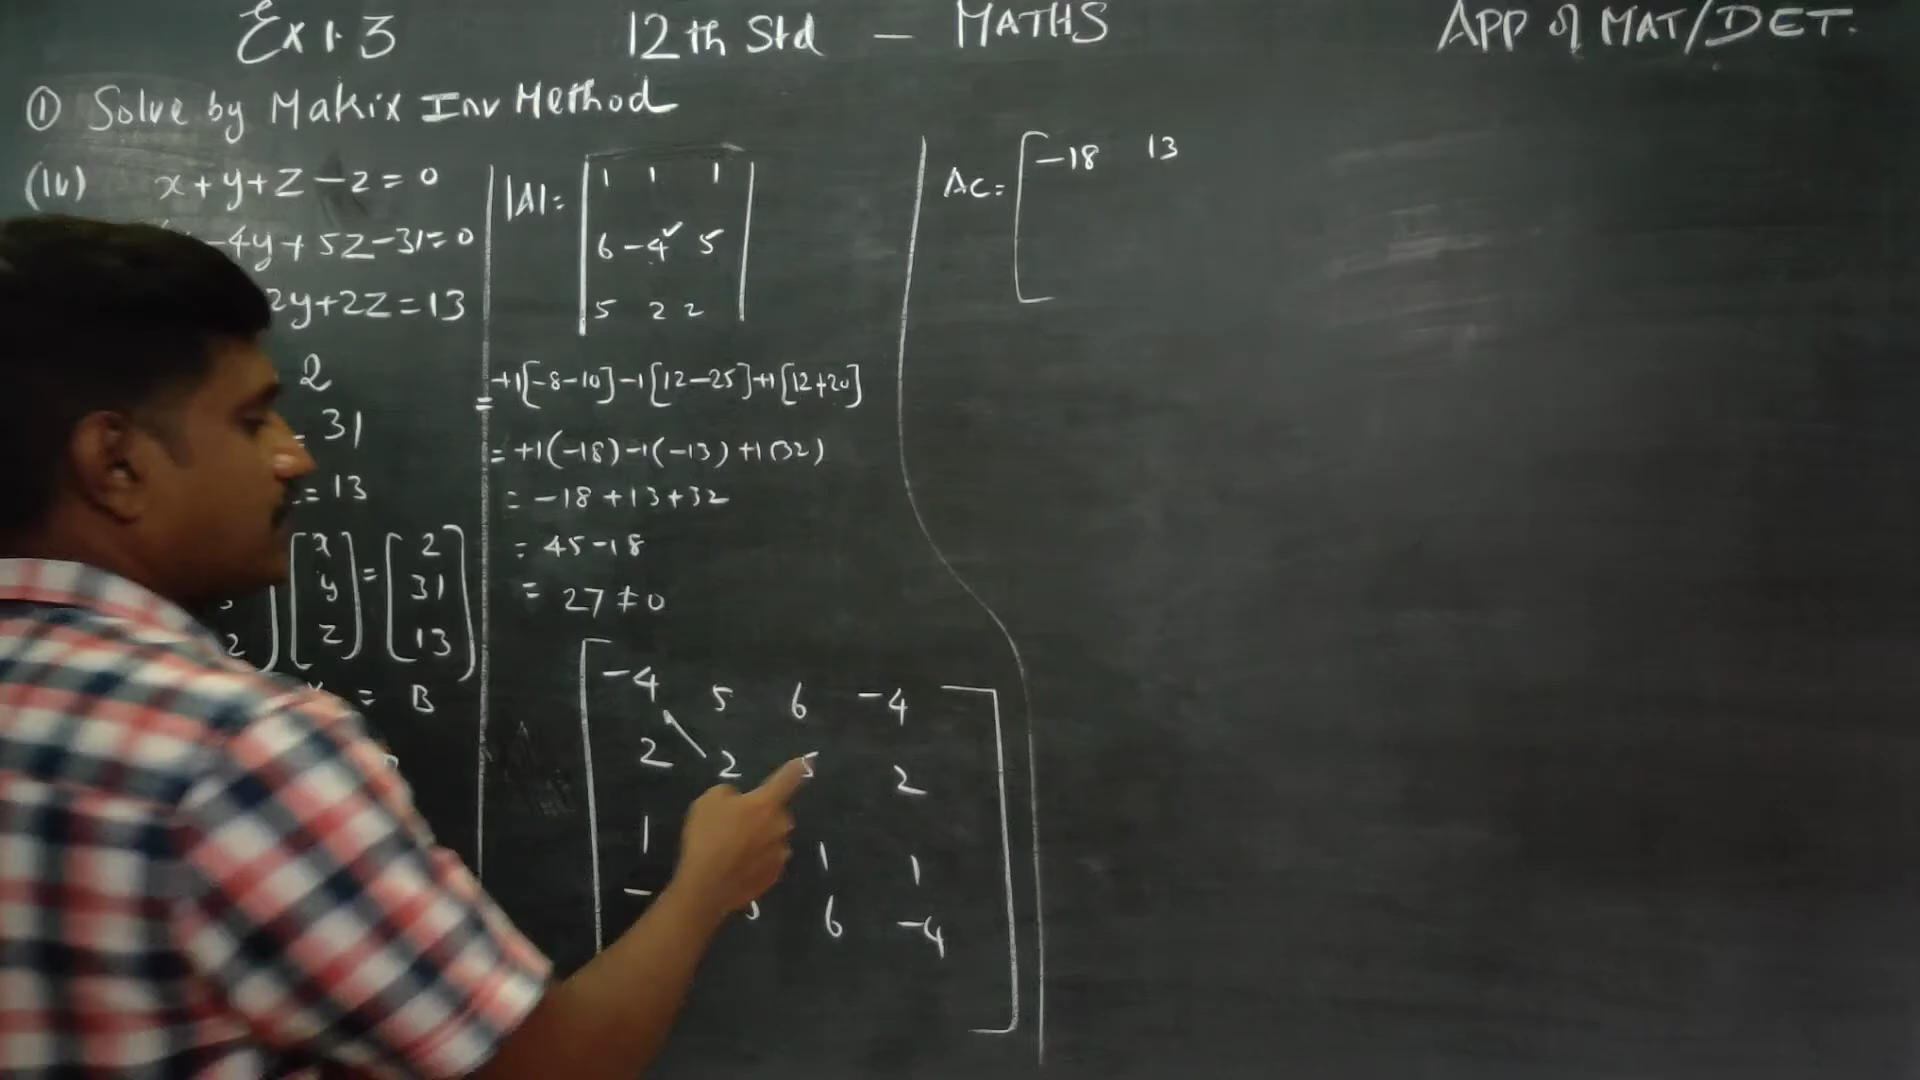 Ex 1.3 12th Std — MATHS APP of MAT/DET.
① Solve by Matrix Inv Method
(iv) x+y+z-2=0
-4y+5z-31=0
2y+2z=13
2
= 31
= 13
[x y z] = [2 31 13]
2
= B
|A|= | 1 1 1
6 -4 5
5 2 2 |
= +1[-8-10]-1[12-25]+1[12+20]
= +1(-18)-1(-13)+1(32)
= -18+13+32
= 45-18
= 27≠0
[ -4 5 6 -4
2 2 5 2
1 1 1
- 6 -4 ]
Ac= [ -18 13